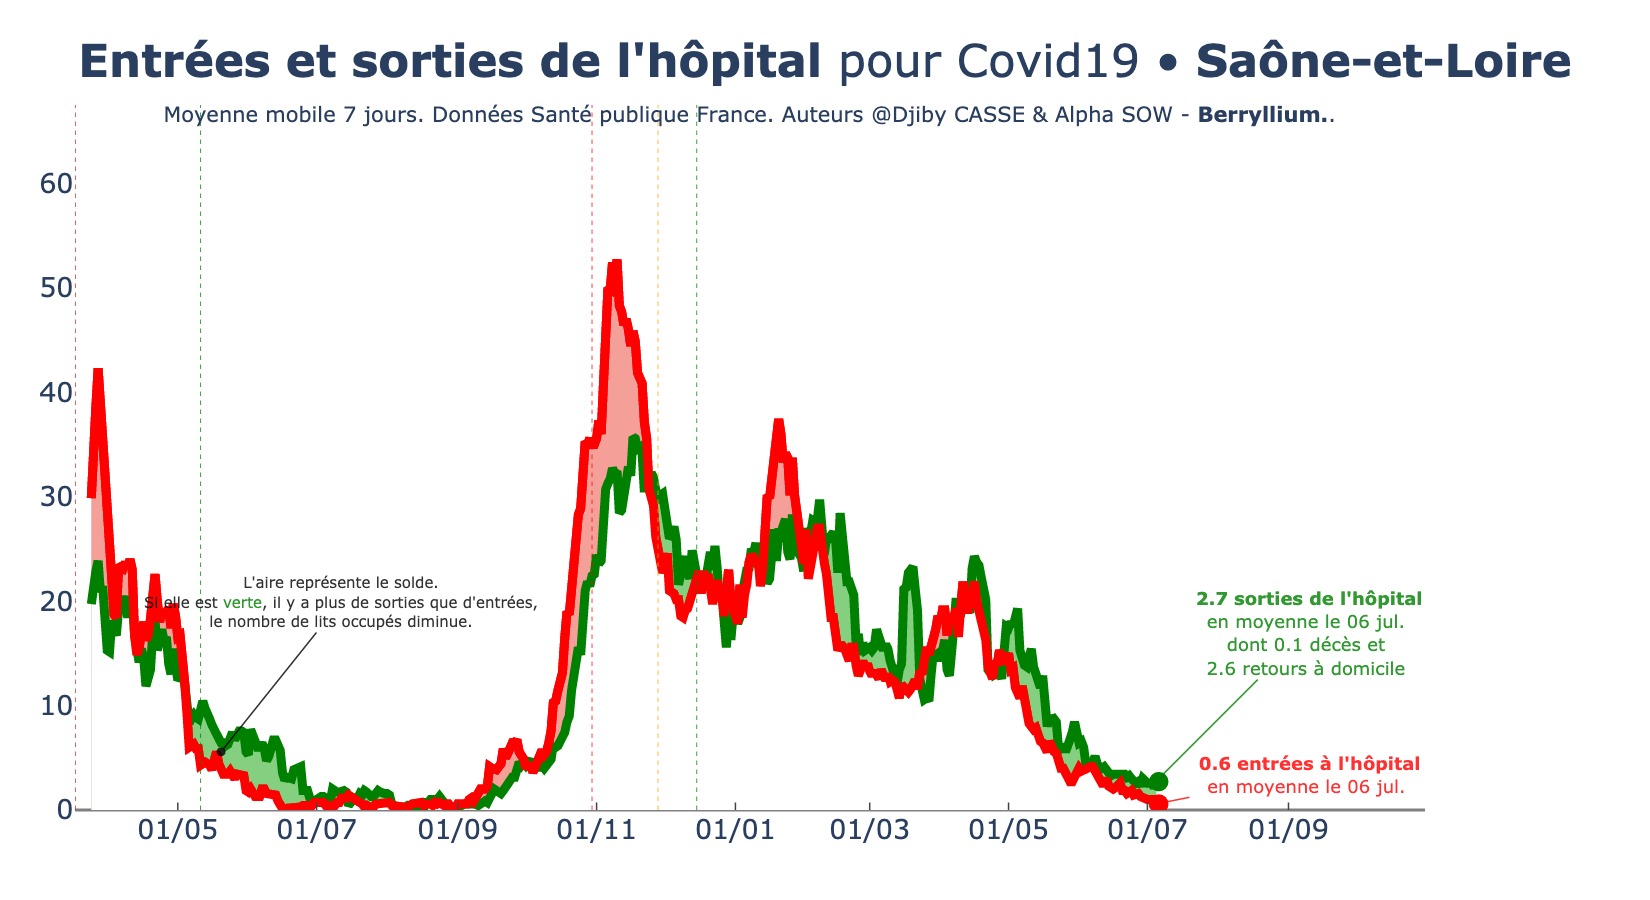 Entrées et sorties de l'hôpital pour Covid19 • Saône-et-Loire
Moyenne mobile 7 jours. Données Santé publique France. Auteurs @Djiby CASSE & Alpha SOW - Berryllium..
60
50
40
30
20
10
0
L'aire représente le solde.
Si elle est verte, il y a plus de sorties que d'entrées,
le nombre de lits occupés diminue.
2.7 sorties de l'hôpital
en moyenne le 06 jul.
dont 0.1 décès et
2.6 retours à domicile
0.6 entrées à l'hôpital
en moyenne le 06 jul.
01/05 01/07 01/09 01/11 01/01 01/03 01/05 01/07 01/09